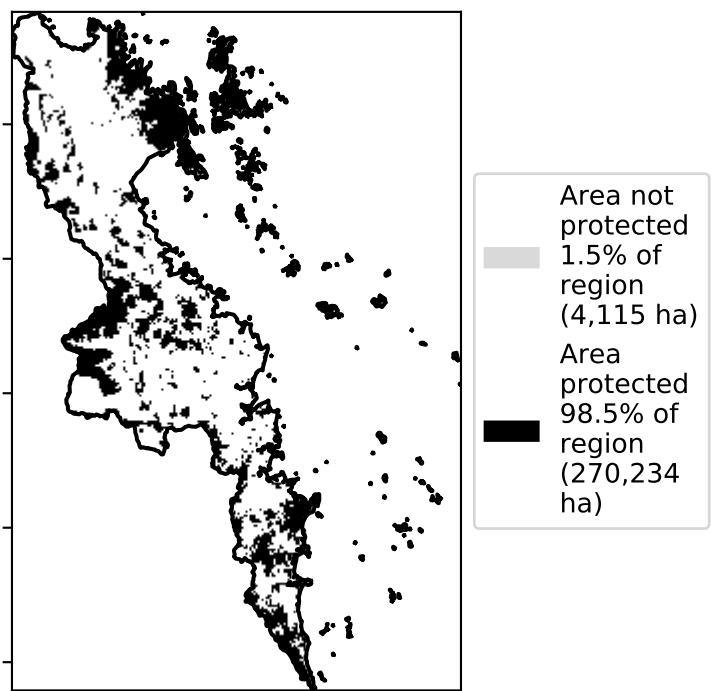 Area not
protected
1.5% of
region
(4,115 ha)
Area
protected
98.5% of
region
(270,234
ha)